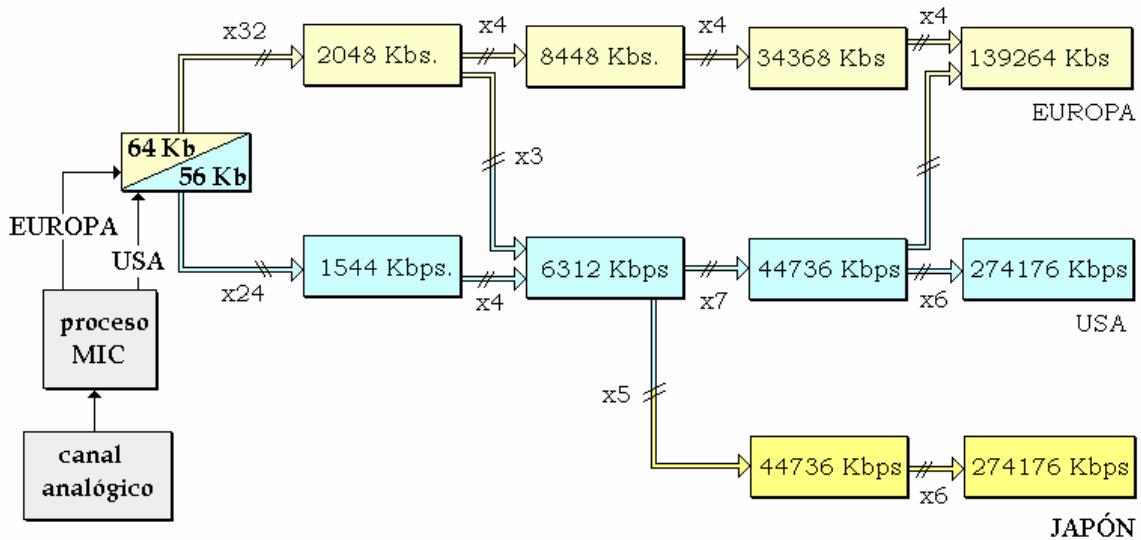 x32
2048 Kbs.
x4
8448 Kbs.
x4
34368 Kbps
x4
139264 Kbs
EUROPA
64 Kb
56 Kb
x3
EUROPA
USA
x24
1544 Kbps.
x4
6312 Kbps
x7
44736 Kbps
x6
274176 Kbps
USA
proceso
MIC
x5
canal
analógico
44736 Kbps
x6
274176 Kbps
JAPÓN